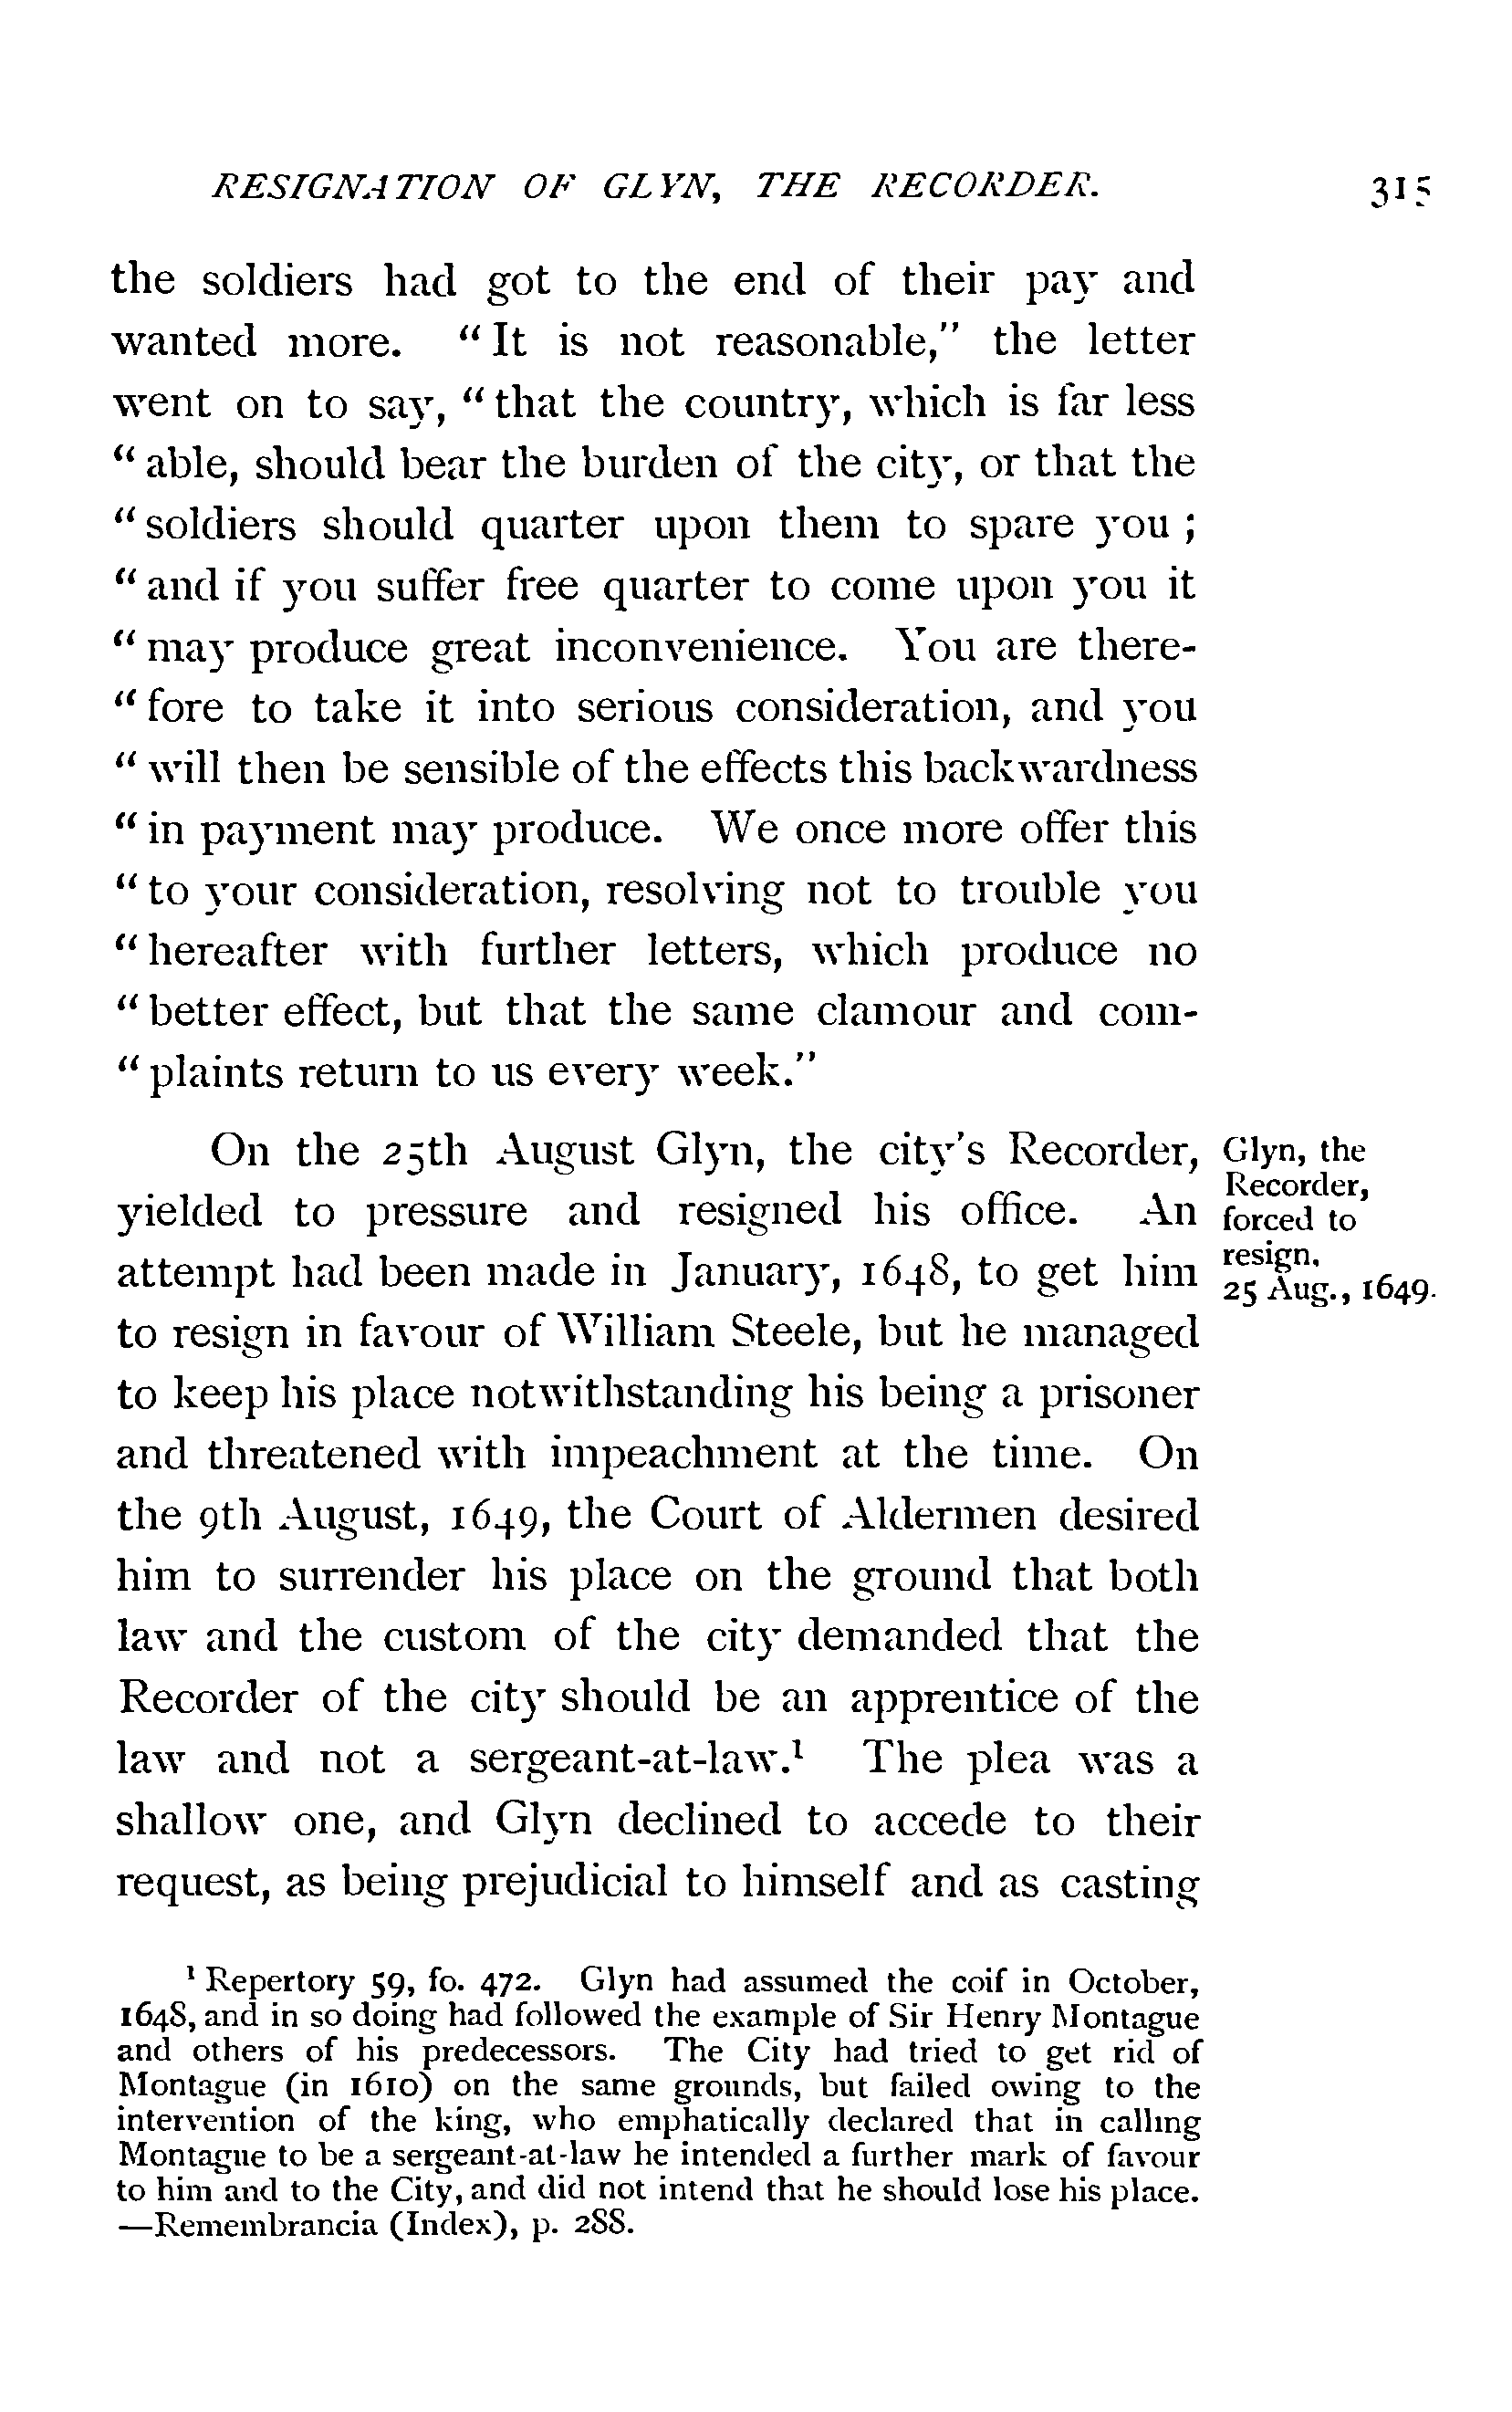 RESIGNATION OF GLYN, THE RECORDER. 315
the soldiers had got to the end of their pay and
wanted more. “It is not reasonable,” the letter
went on to say, “that the country, which is far less
“able, should bear the burden of the city, or that the
“soldiers should quarter upon them to spare you ;
“and if you suffer free quarter to come upon you it
“may produce great inconvenience. You are there-
“fore to take it into serious consideration, and you
“will then be sensible of the effects this backwardness
“in payment may produce. We once more offer this
“to your consideration, resolving not to trouble you
“hereafter with further letters, which produce no
“better effect, but that the same clamour and com-
“plaints return to us every week.”
On the 25th August Glyn, the city’s Recorder,
yielded to pressure and resigned his office. An
attempt had been made in January, 1648, to get him
to resign in favour of William Steele, but he managed
to keep his place notwithstanding his being a prisoner
and threatened with impeachment at the time. On
the 9th August, 1649, the Court of Aldermen desired
him to surrender his place on the ground that both
law and the custom of the city demanded that the
Recorder of the city should be an apprentice of the
law and not a sergeant-at-law.¹ The plea was a
shallow one, and Glyn declined to accede to their
request, as being prejudicial to himself and as casting
Glyn, the
Recorder,
forced to
resign,
25 Aug., 1649.
¹ Repertory 59, fo. 472. Glyn had assumed the coif in October,
1648, and in so doing had followed the example of Sir Henry Montague
and others of his predecessors. The City had tried to get rid of
Montague (in 1610) on the same grounds, but failed owing to the
intervention of the king, who emphatically declared that in calling
Montague to be a sergeant-at-law he intended a further mark of favour
to him and to the City, and did not intend that he should lose his place.
—Remembrancia (Index), p. 288.